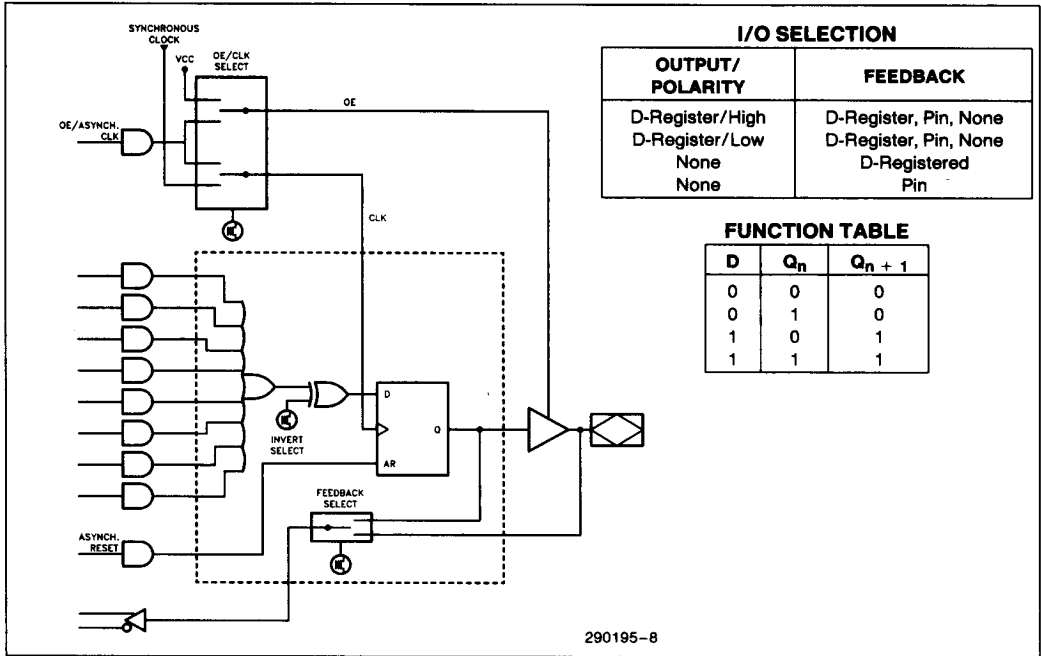 SYNCHRONOUS
CLOCK
VCC
OE/CLK
SELECT
OE
OE/ASYNCH.
CLK
CLK
D
Q
AR
INVERT
SELECT
FEEDBACK
SELECT
ASYNCH.
RESET
I/O SELECTION
OUTPUT/
POLARITY
FEEDBACK
D-Register/High D-Register, Pin, None
D-Register/Low D-Register, Pin, None
None D-Registered
None Pin
FUNCTION TABLE
D Qn Qn + 1
0 0 0
0 1 0
1 0 1
1 1 1
290195-8